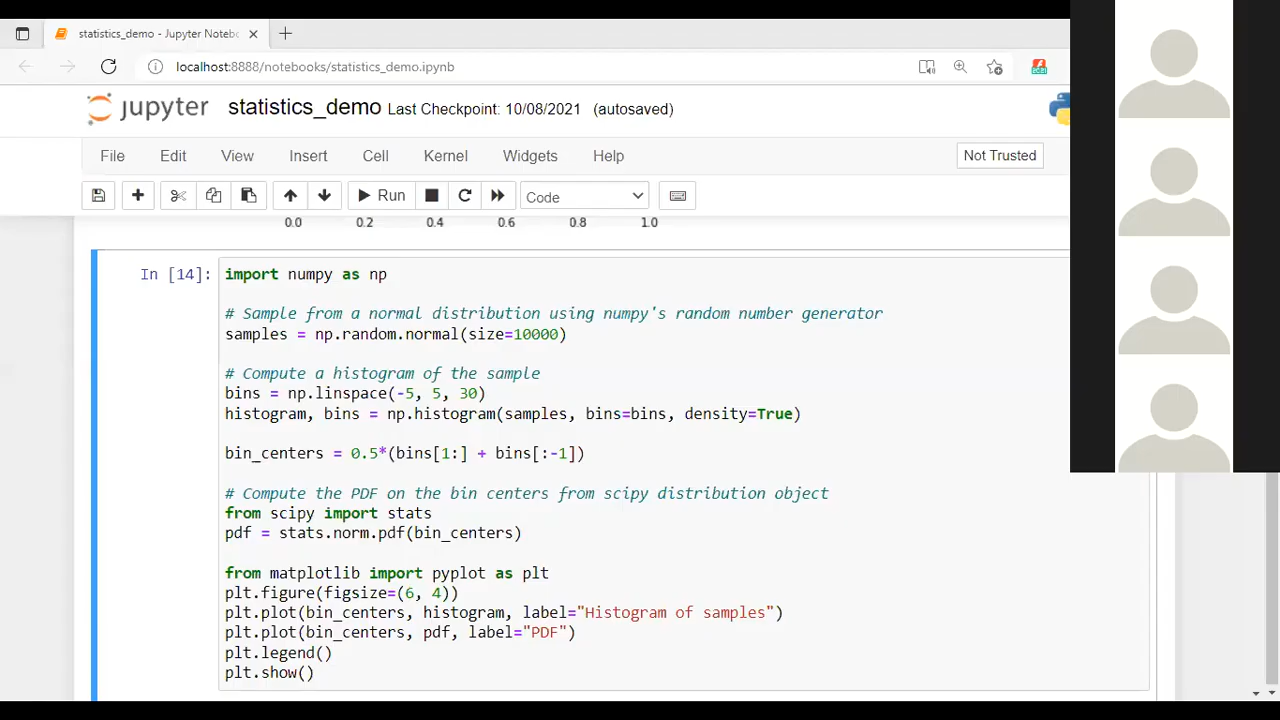 statistics_demo - Jupyter Notebo
localhost:8888/notebooks/statistics_demo.ipynb
jupyter statistics_demo Last Checkpoint: 10/08/2021 (autosaved)
File Edit View Insert Cell Kernel Widgets Help Not Trusted
Run Code
0.0 0.2 0.4 0.6 0.8 1.0
In [14]: import numpy as np
# Sample from a normal distribution using numpy's random number generator
samples = np.random.normal(size=10000)
# Compute a histogram of the sample
bins = np.linspace(-5, 5, 30)
histogram, bins = np.histogram(samples, bins=bins, density=True)
bin_centers = 0.5*(bins[1:] + bins[:-1])
# Compute the PDF on the bin centers from scipy distribution object
from scipy import stats
pdf = stats.norm.pdf(bin_centers)
from matplotlib import pyplot as plt
plt.figure(figsize=(6, 4))
plt.plot(bin_centers, histogram, label="Histogram of samples")
plt.plot(bin_centers, pdf, label="PDF")
plt.legend()
plt.show()